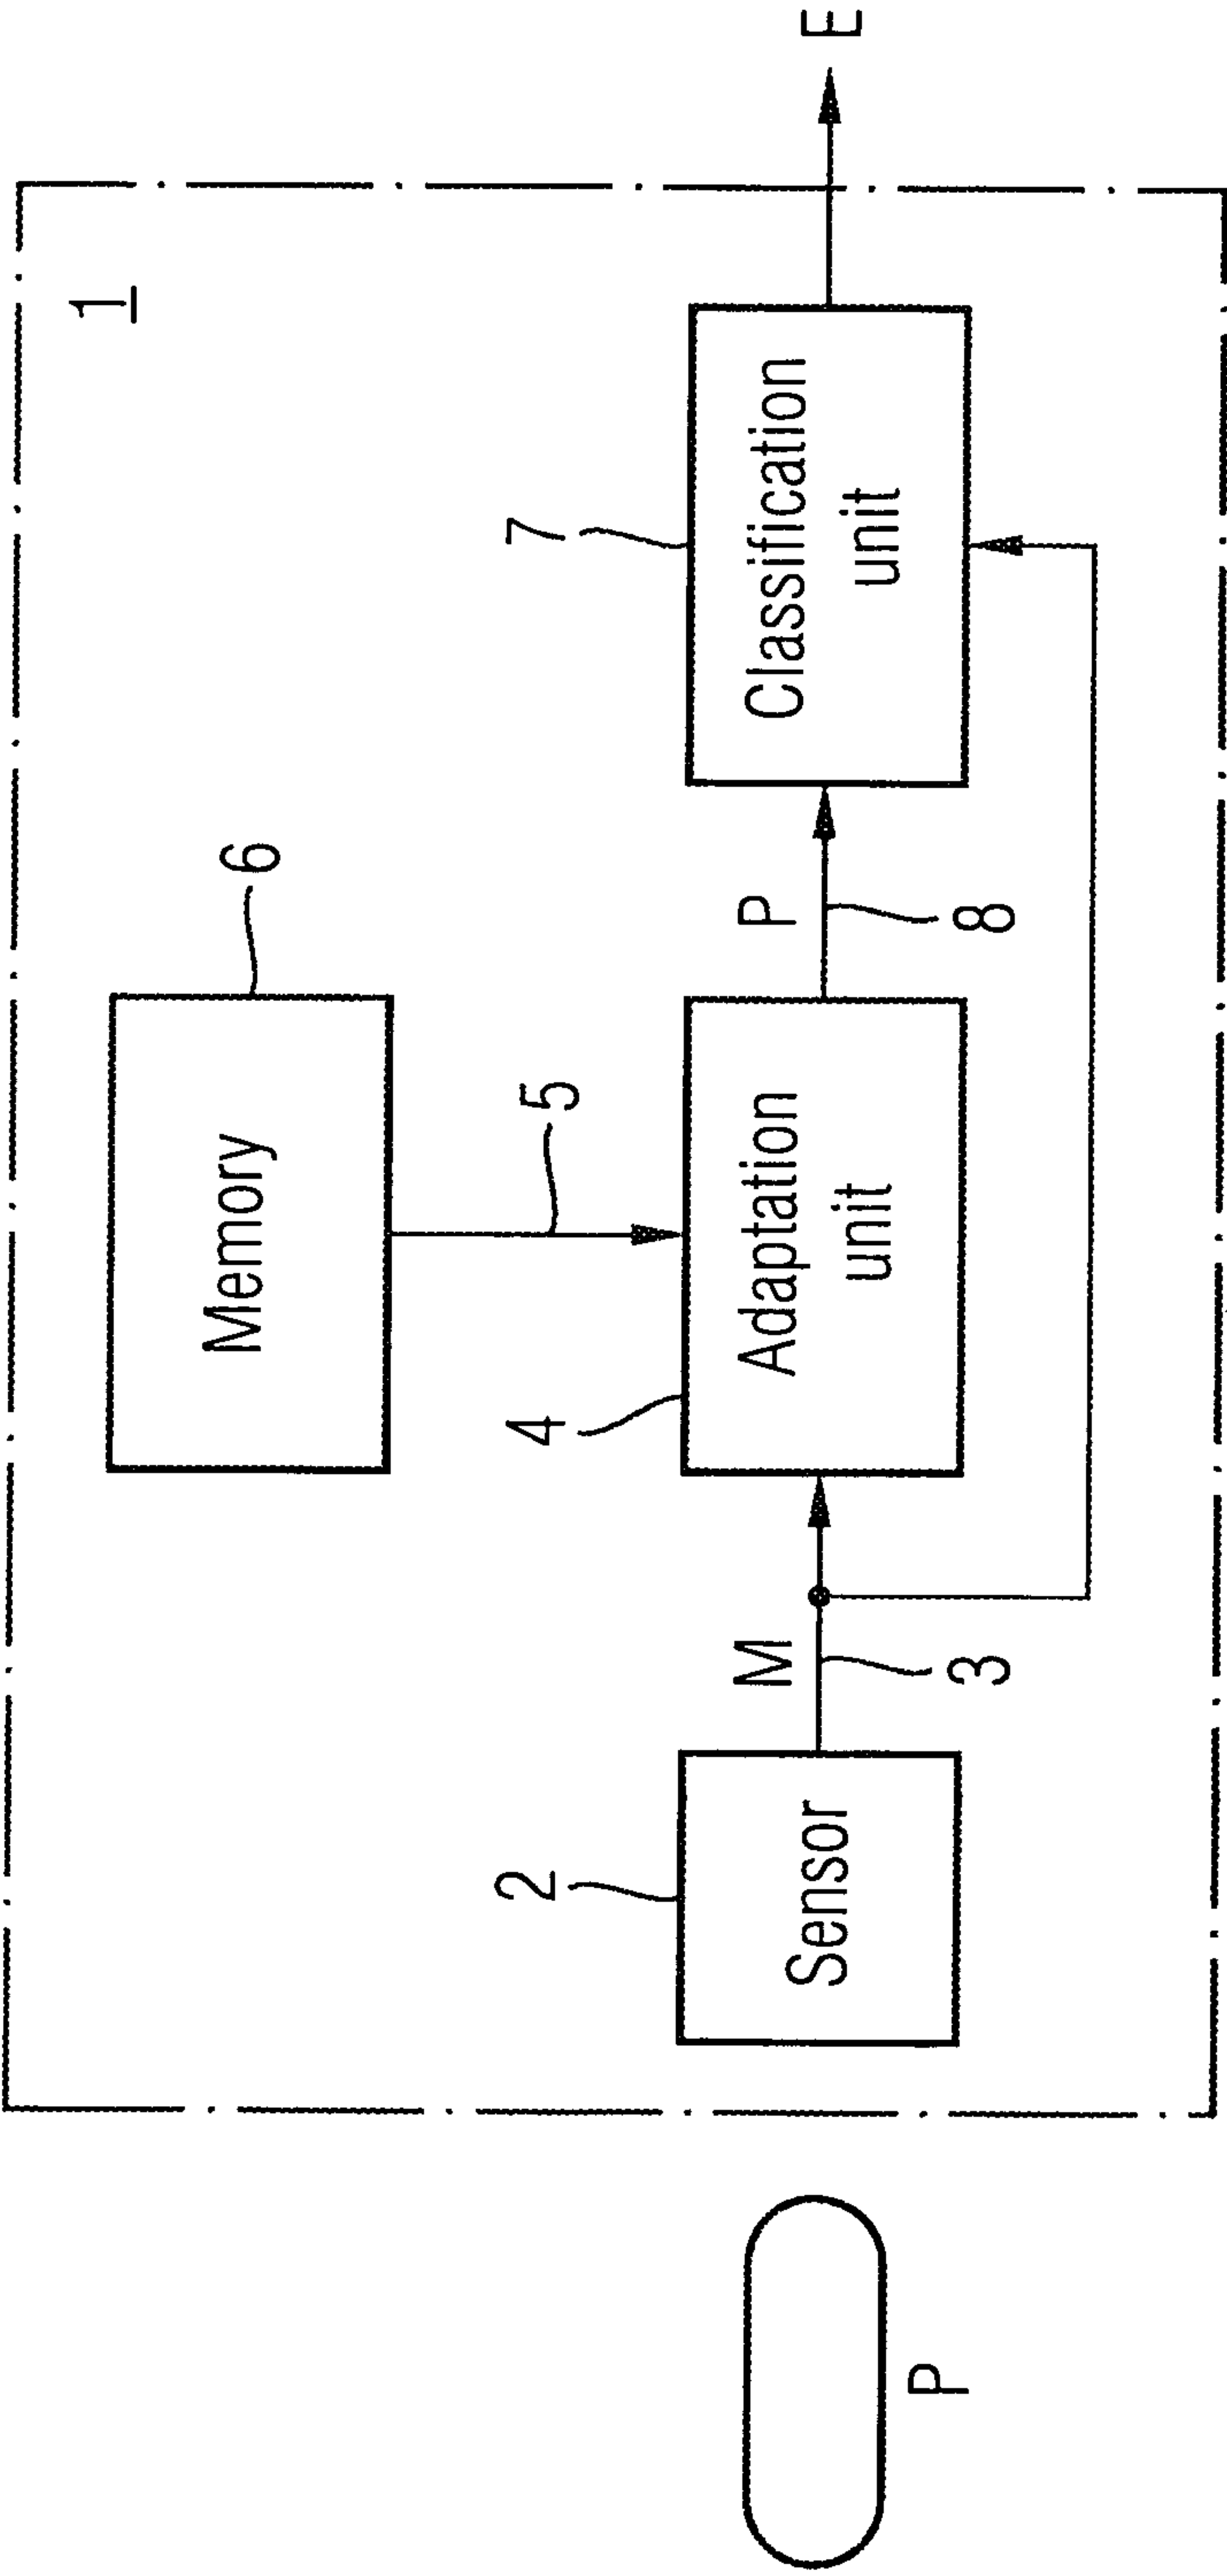 1
Memory
6
5
4
Adaptation
unit
7
Classification
unit
E
2
Sensor
M
3
P
8
P